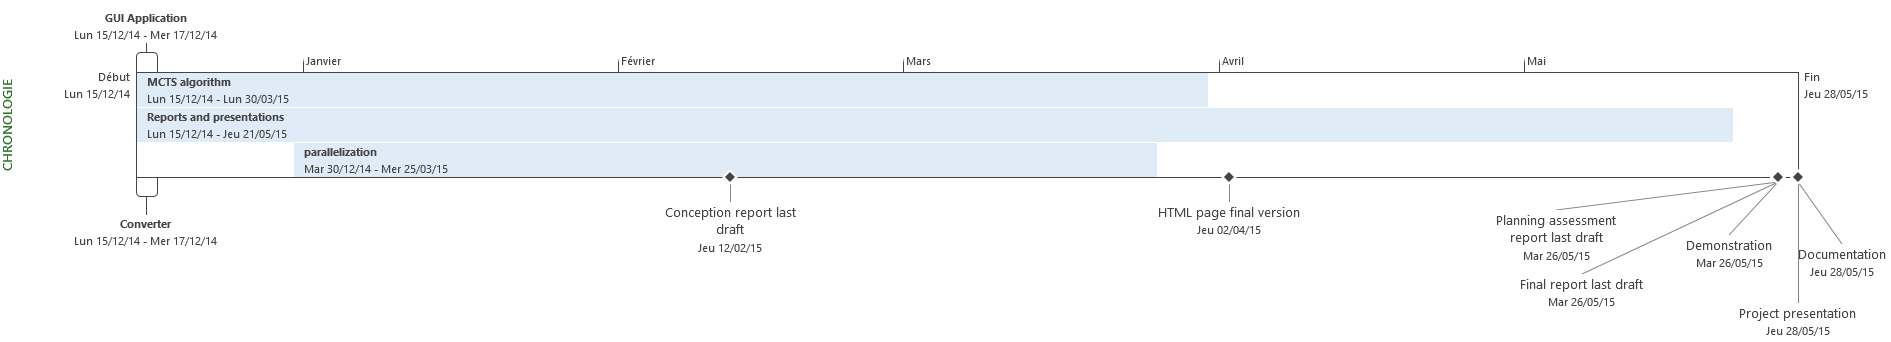 CHRONOLOGIE
GUI Application
Lun 15/12/14 - Mer 17/12/14
Janvier
Février
Mars
Avril
Mai
Début
Lun 15/12/14
MCTS algorithm
Lun 15/12/14 - Lun 30/03/15
Reports and presentations
Lun 15/12/14 - Jeu 21/05/15
parallelization
Mar 30/12/14 - Mer 25/03/15
Fin
Jeu 28/05/15
Converter
Lun 15/12/14 - Mer 17/12/14
Conception report last
draft
Jeu 12/02/15
HTML page final version
Jeu 02/04/15
Planning assessment
report last draft
Mar 26/05/15
Final report last draft
Mar 26/05/15
Demonstration
Mar 26/05/15
Documentation
Jeu 28/05/15
Project presentation
Jeu 28/05/15